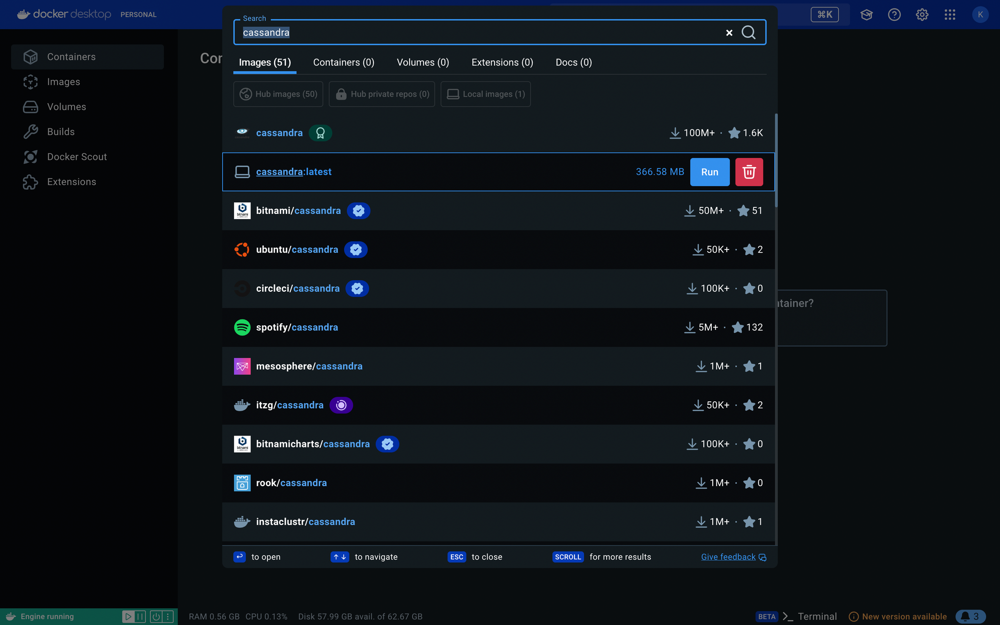 docker desktop PERSONAL
⌘K
K
Search
cassandra
Containers
Images
Volumes
Builds
Docker Scout
Extensions
Con
Images (51) Containers (0) Volumes (0) Extensions (0) Docs (0)
Hub images (50) Hub private repos (0) Local images (1)
cassandra 100M+ · 1.6K
cassandra:latest 366.58 MB Run
bitnami/cassandra 50M+ · 51
ubuntu/cassandra 50K+ · 2
circleci/cassandra 100K+ · 0
spotify/cassandra 5M+ · 132
mesosphere/cassandra 1M+ · 1
itzg/cassandra 50K+ · 2
bitnamicharts/cassandra 100K+ · 0
rook/cassandra 1M+ · 0
instaclustr/cassandra 1M+ · 1
ntainer?
to open ↑ ↓ to navigate ESC to close SCROLL for more results Give feedback
Engine running RAM 0.56 GB CPU 0.13% Disk 57.99 GB avail. of 62.67 GB BETA Terminal New version available 3